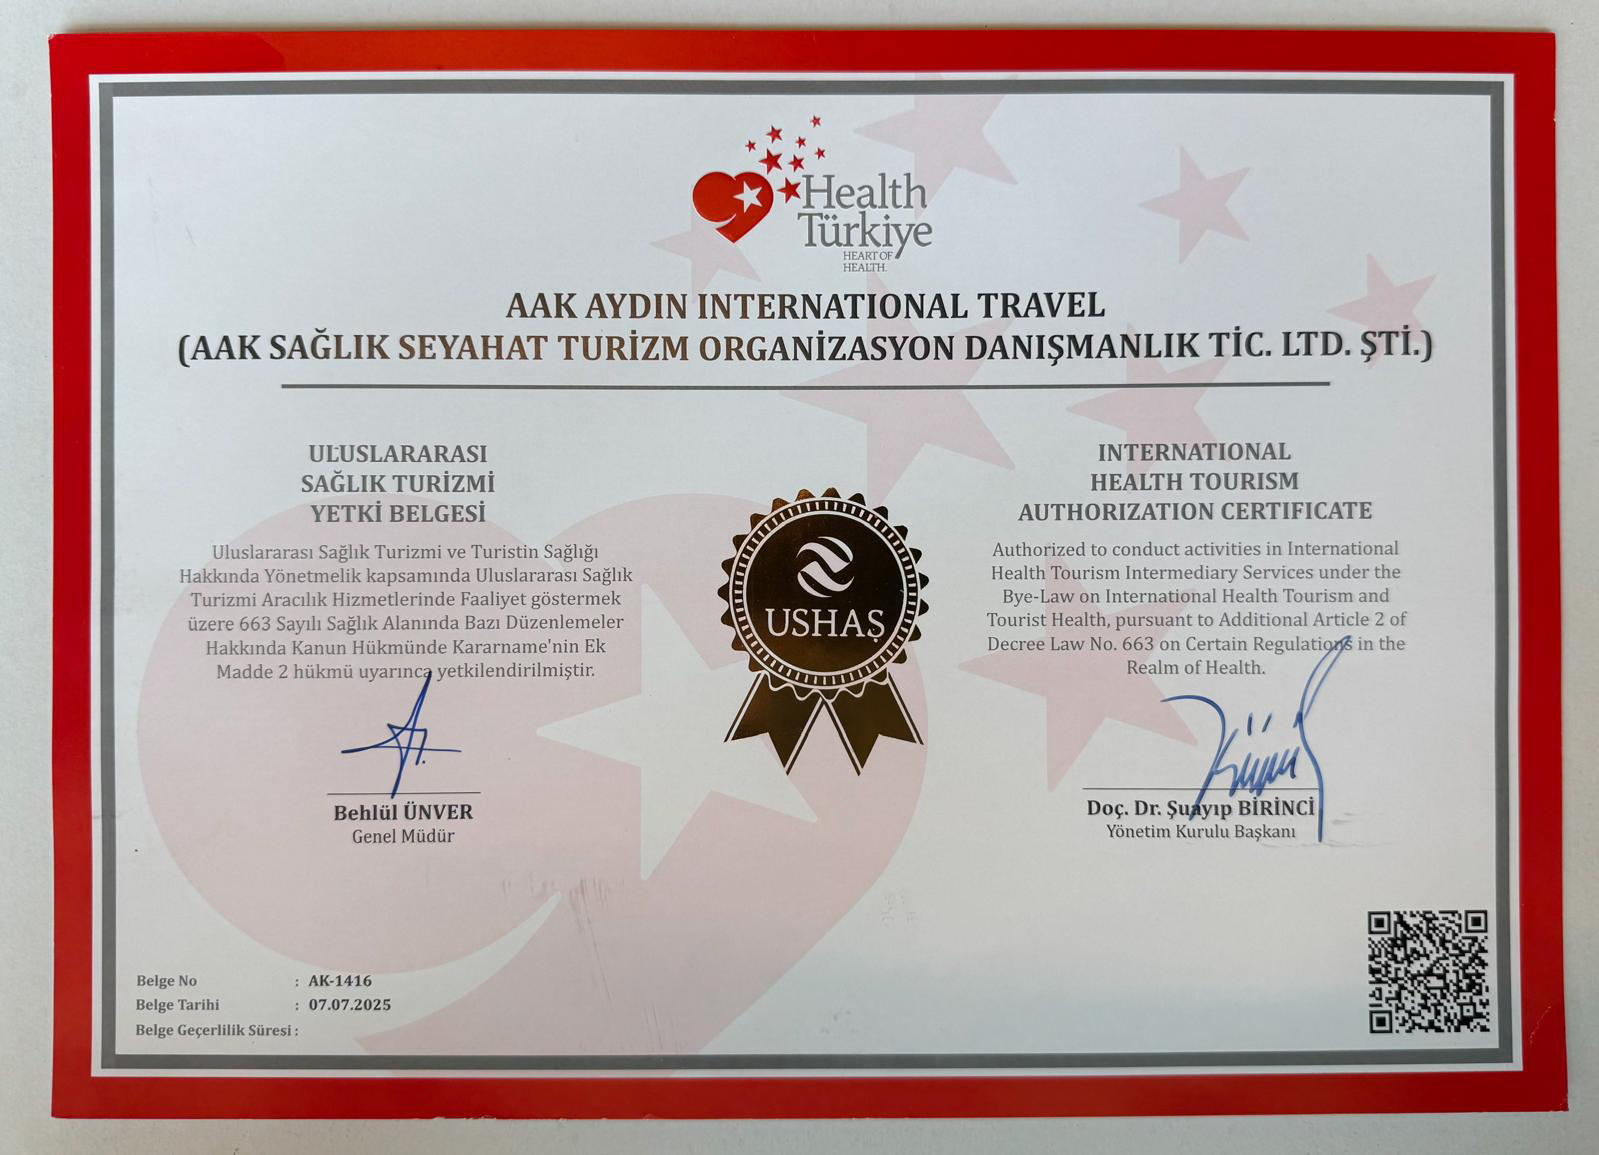 Health
Türkiye
HEART OF
HEALTH.
AAK AYDIN INTERNATIONAL TRAVEL
(AAK SAĞLIK SEYAHAT TURİZM ORGANİZASYON DANIŞMANLIK TİC. LTD. ŞTİ.)
ULUSLARARASI
SAĞLIK TURİZMİ
YETKİ BELGESİ
Uluslararası Sağlık Turizmi ve Turistin Sağlığı
Hakkında Yönetmelik kapsamında Uluslararası Sağlık
Turizmi Aracılık Hizmetlerinde Faaliyet göstermek
üzere 663 Sayılı Sağlık Alanında Bazı Düzenlemeler
Hakkında Kanun Hükmünde Kararname'nin Ek
Madde 2 hükmü uyarınca yetkilendirilmiştir.
Behlül ÜNVER
Genel Müdür
USHAŞ
INTERNATIONAL
HEALTH TOURISM
AUTHORIZATION CERTIFICATE
Authorized to conduct activities in International
Health Tourism Intermediary Services under the
Bye-Law on International Health Tourism and
Tourist Health, pursuant to Additional Article 2 of
Decree Law No. 663 on Certain Regulations in the
Realm of Health.
Doç. Dr. Şuayıp BİRİNCİ
Yönetim Kurulu Başkanı
Belge No : AK-1416
Belge Tarihi : 07.07.2025
Belge Geçerlilik Süresi :